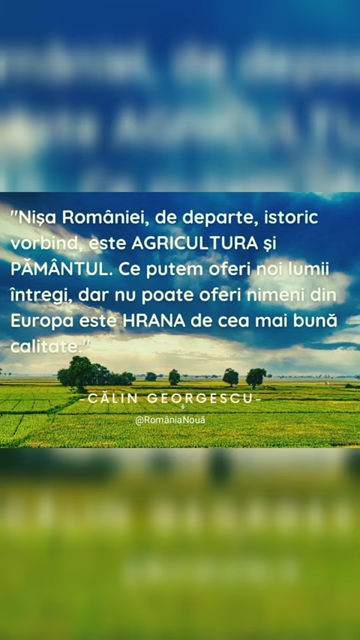 "Nișa României, de departe, istoric
vorbind, este AGRICULTURA și
PĂMÂNTUL. Ce putem oferi noi lumii
întregi, dar nu poate oferi nimeni din
Europa este HRANA de cea mai bună
calitate."
-CĂLIN GEORGESCU-
@RomâniaNouă